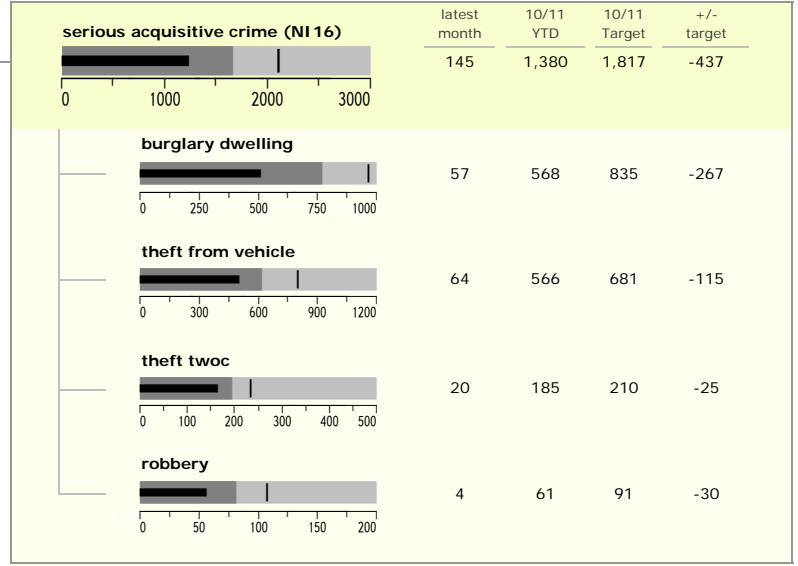 latest 10/11 10/11 +/-
serious acquisitive crime (NI 16) month YTD Target target
145 1,380 1,817 -437
0 1000 2000 3000
burglary dwelling
57 568 835 -267
0 250 500 750 1000
theft from vehicle
64 566 681 -115
0 300 600 900 1200
theft twoc
20 185 210 -25
0 100 200 300 400 500
robbery
4 61 91 -30
0 50 100 150 200